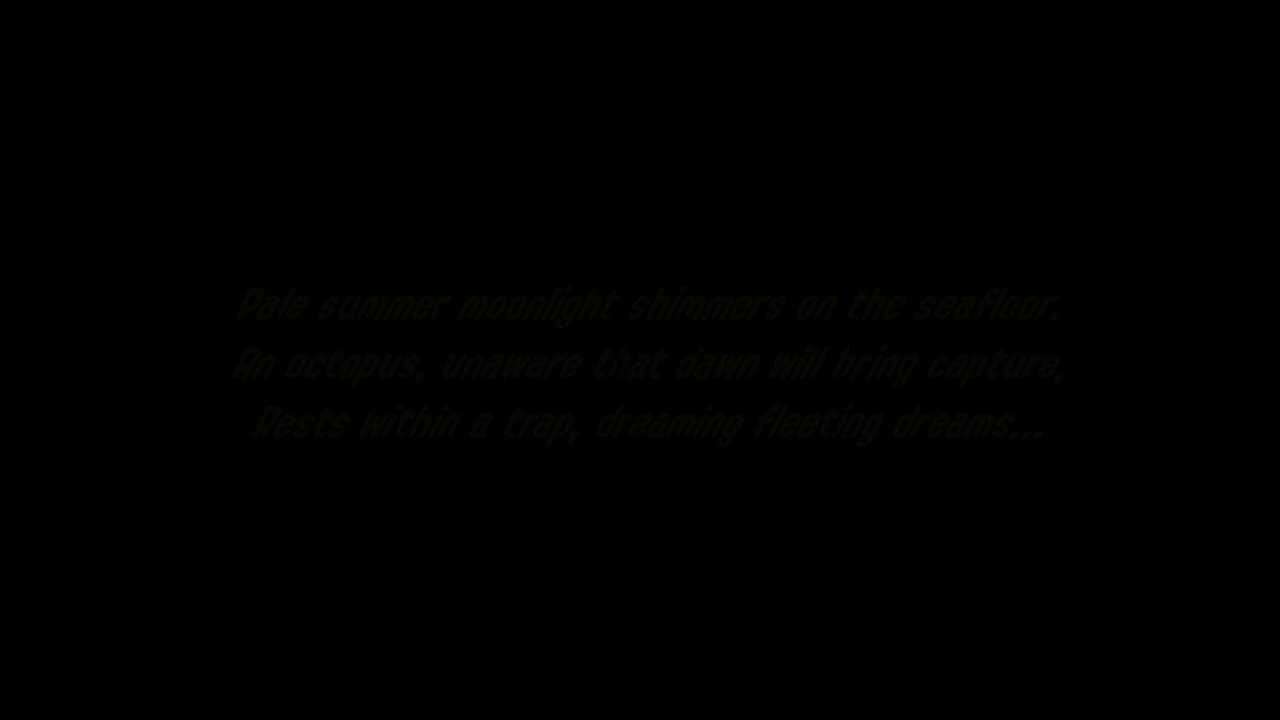 Pale summer moonlight shimmers on the seafloor.
An octopus, unaware that dawn will bring capture,
Rests within a trap, dreaming fleeting dreams...